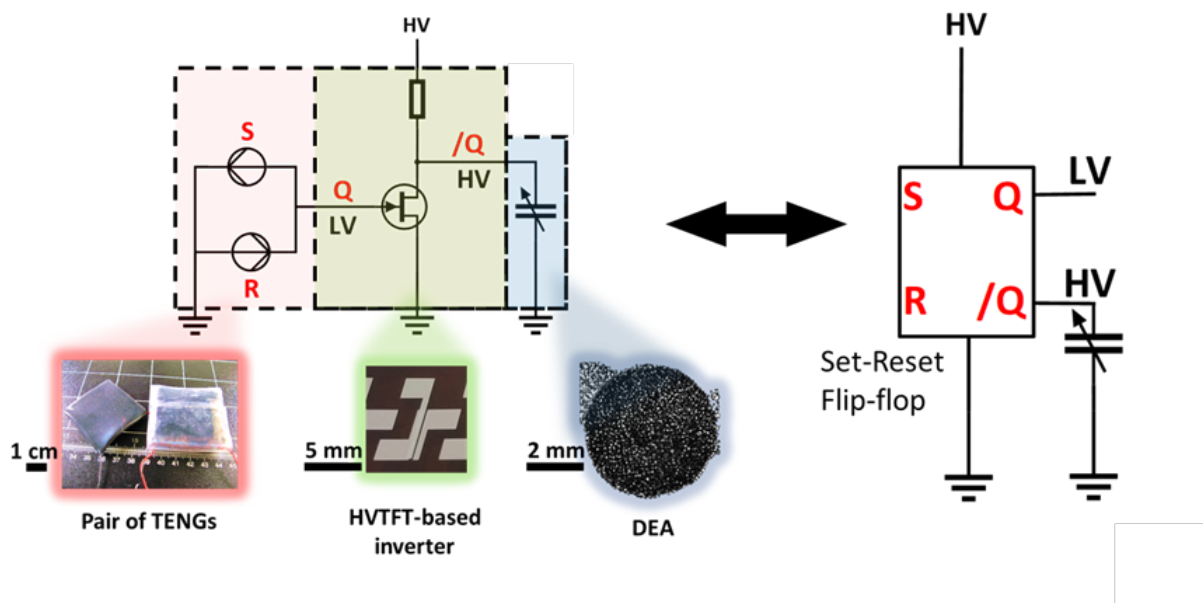 HV
S
/Q
HV
Q
LV
R
1 cm
5 mm
2 mm
Pair of TENGs
HVTFT-based
inverter
DEA
HV
S
Q
LV
R
/Q
HV
Set-Reset
Flip-flop